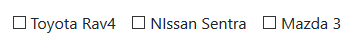 ☐ Toyota Rav4 ☐ NIssan Sentra ☐ Mazda 3